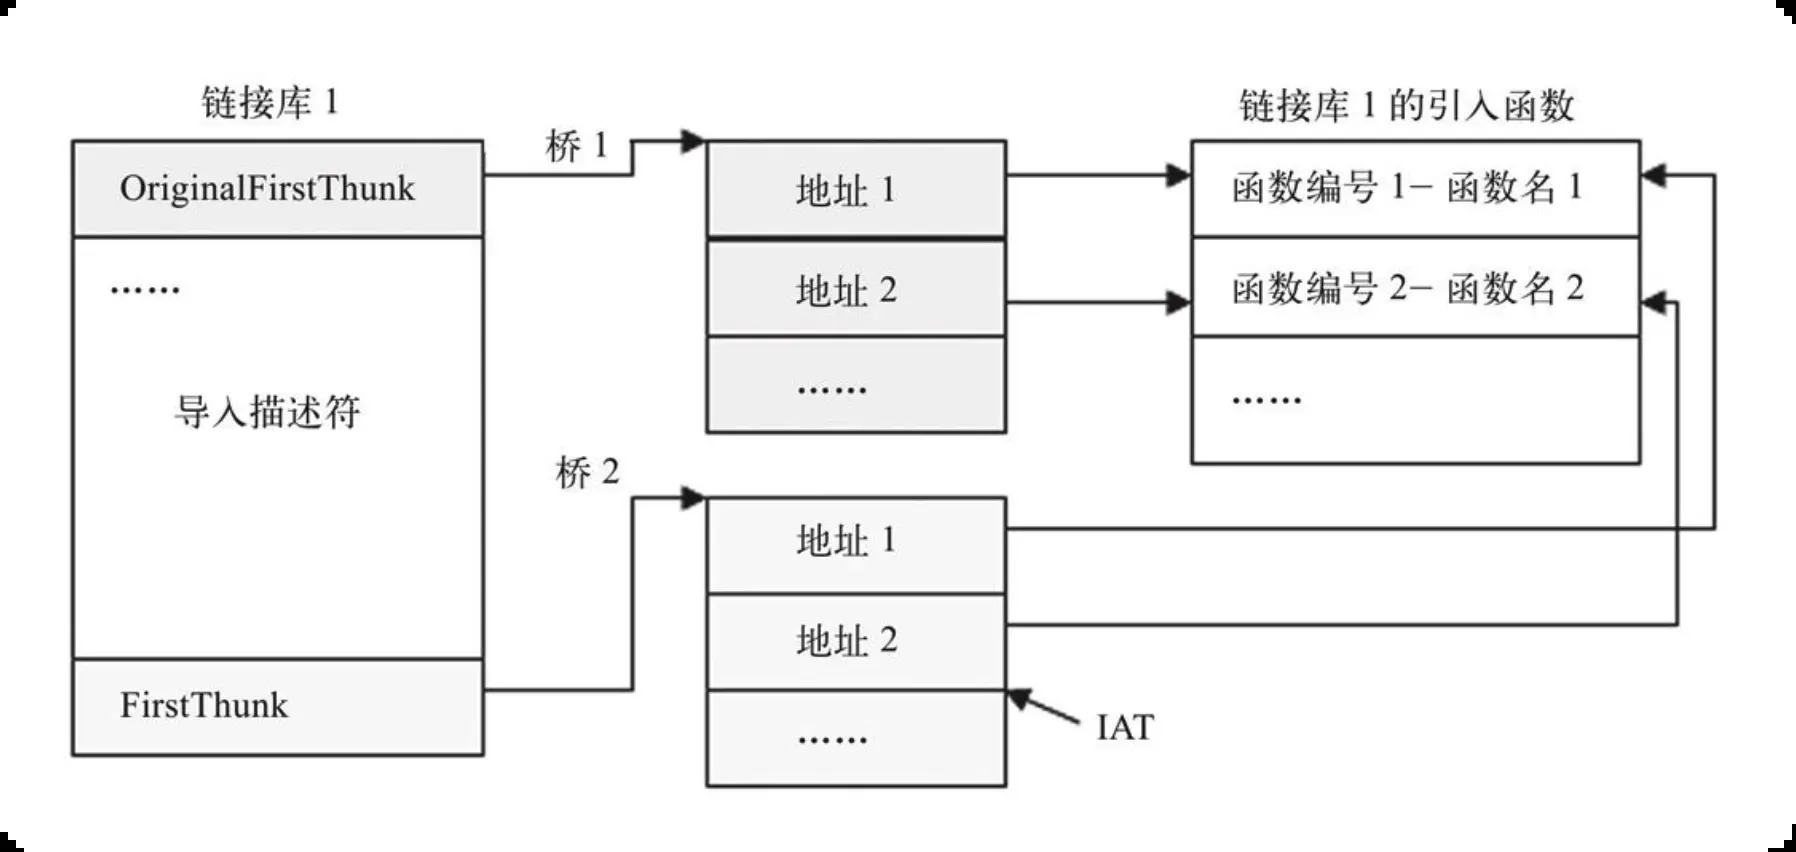 链接库 1
OriginalFirstThunk
……
导入描述符
FirstThunk
桥 1
地址 1
地址 2
……
桥 2
地址 1
地址 2
……
IAT
链接库 1 的引入函数
函数编号 1– 函数名 1
函数编号 2– 函数名 2
……